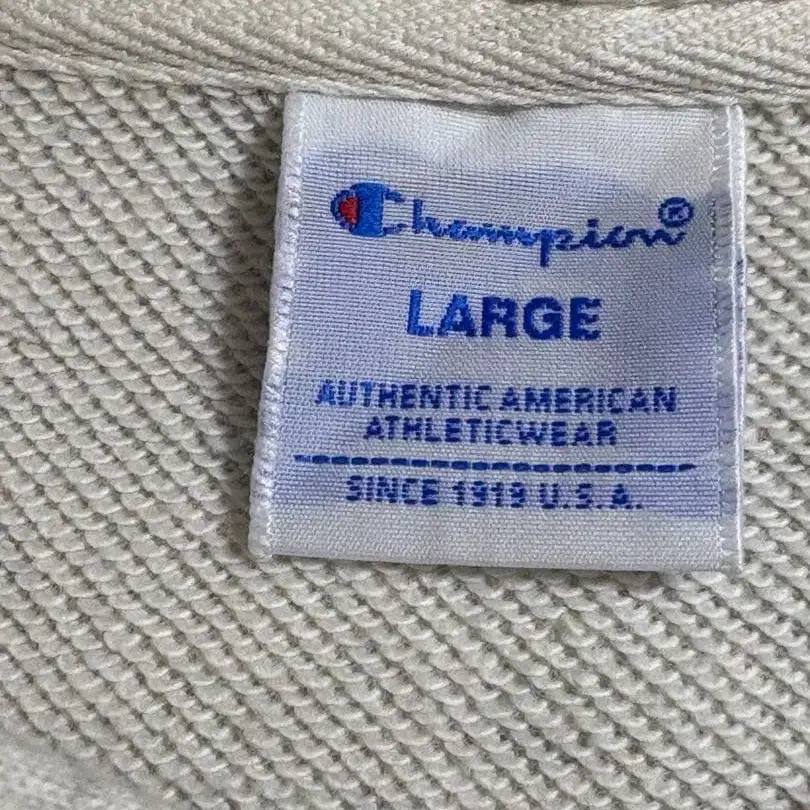 Champion®
LARGE
AUTHENTIC AMERICAN
ATHLETICWEAR
SINCE 1919 U.S.A.